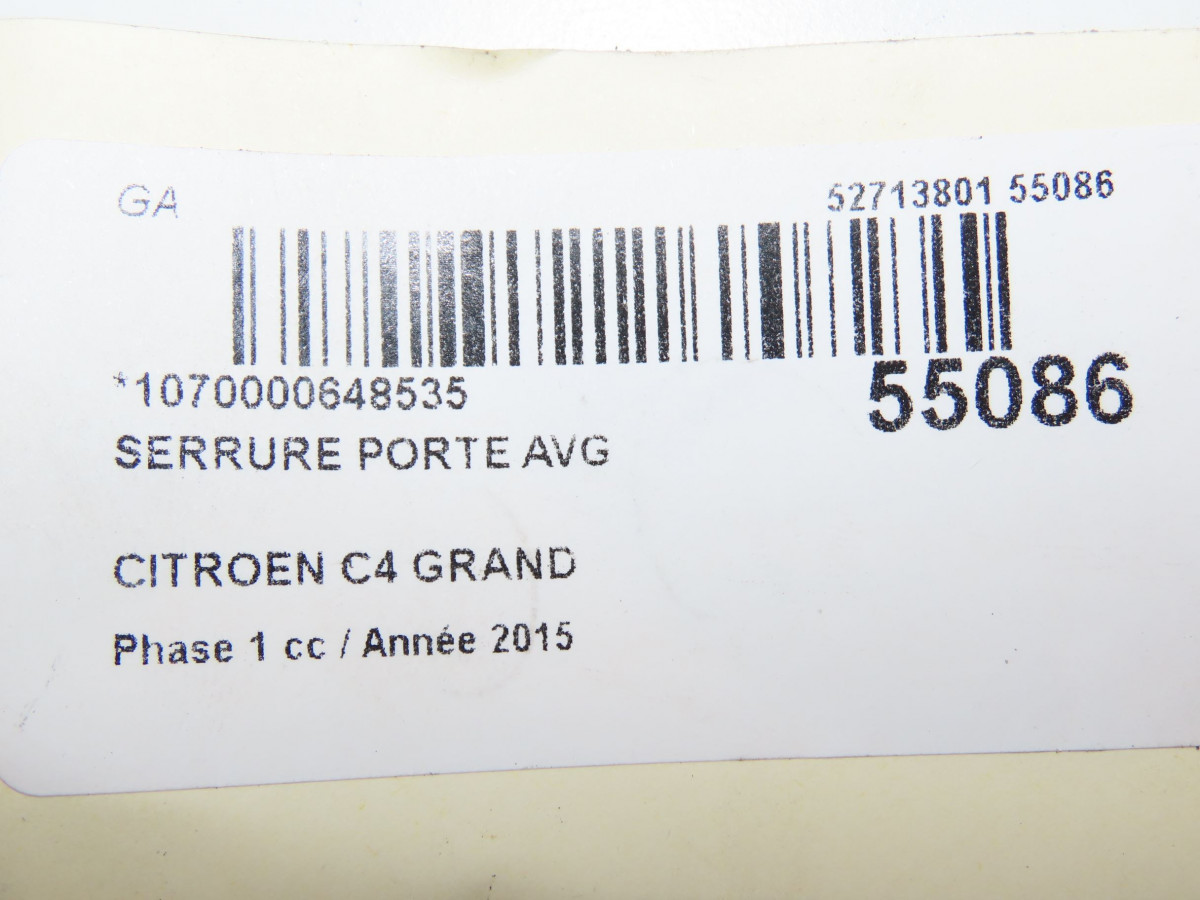 GA
52713801 55086
*1070000648535
55086
SERRURE PORTE AVG
CITROEN C4 GRAND
Phase 1 cc / Année 2015